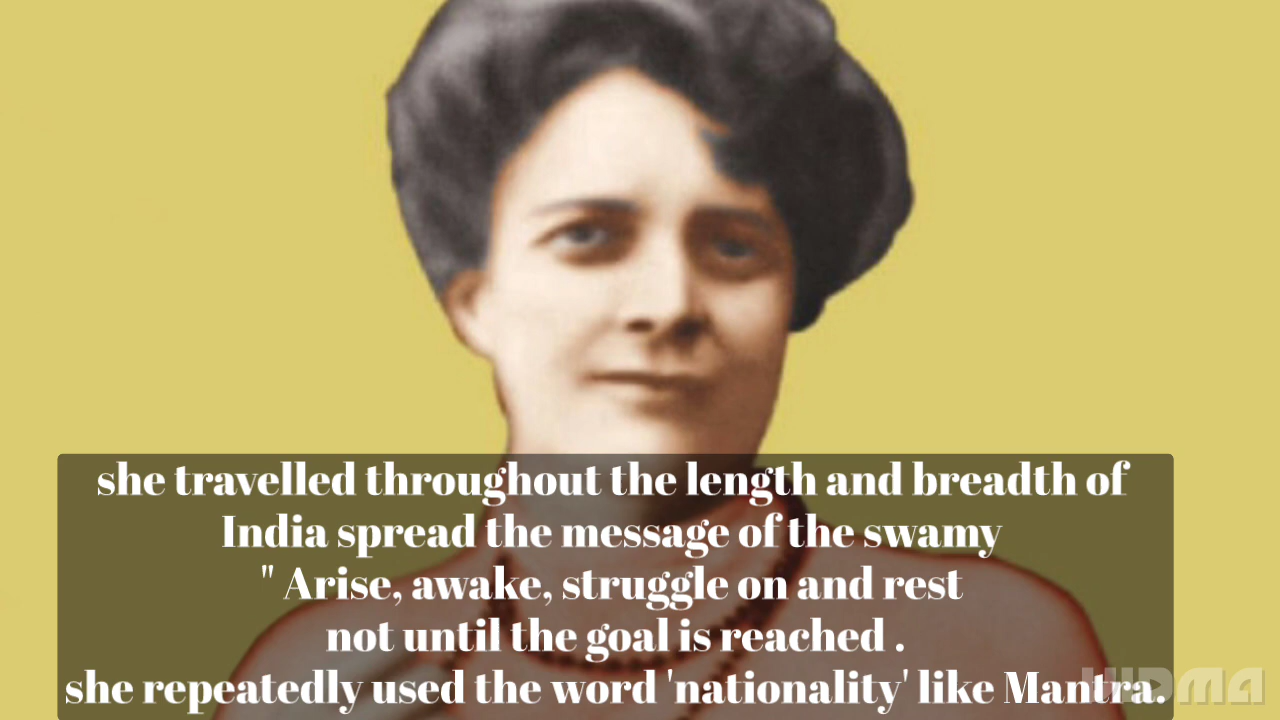 she travelled throughout the length and breadth of
India spread the message of the swamy
" Arise, awake, struggle on and rest
not until the goal is reached .
she repeatedly used the word 'nationality' like Mantra.